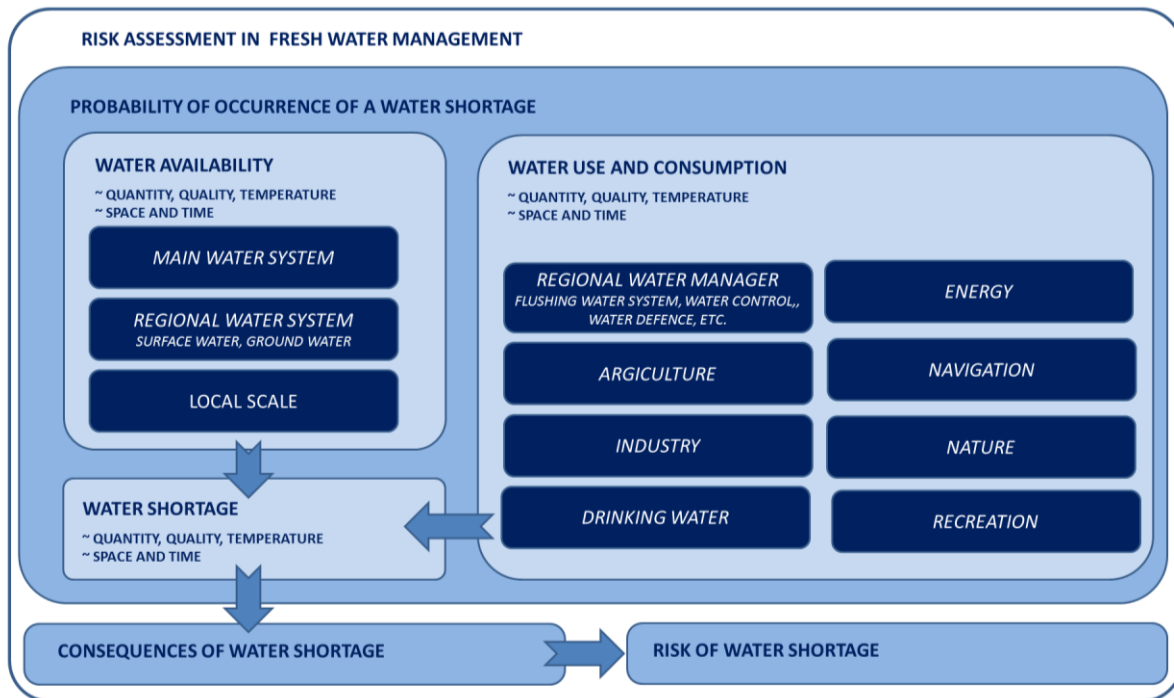 RISK ASSESSMENT IN FRESH WATER MANAGEMENT
PROBABILITY OF OCCURRENCE OF A WATER SHORTAGE
WATER AVAILABILITY
~ QUANTITY, QUALITY, TEMPERATURE
~ SPACE AND TIME
MAIN WATER SYSTEM
REGIONAL WATER SYSTEM
SURFACE WATER, GROUND WATER
LOCAL SCALE
WATER USE AND CONSUMPTION
~ QUANTITY, QUALITY, TEMPERATURE
~ SPACE AND TIME
REGIONAL WATER MANAGER
FLUSHING WATER SYSTEM, WATER CONTROL,,
WATER DEFENCE, ETC.
ARGICULTURE
INDUSTRY
DRINKING WATER
ENERGY
NAVIGATION
NATURE
RECREATION
WATER SHORTAGE
~ QUANTITY, QUALITY, TEMPERATURE
~ SPACE AND TIME
CONSEQUENCES OF WATER SHORTAGE
RISK OF WATER SHORTAGE